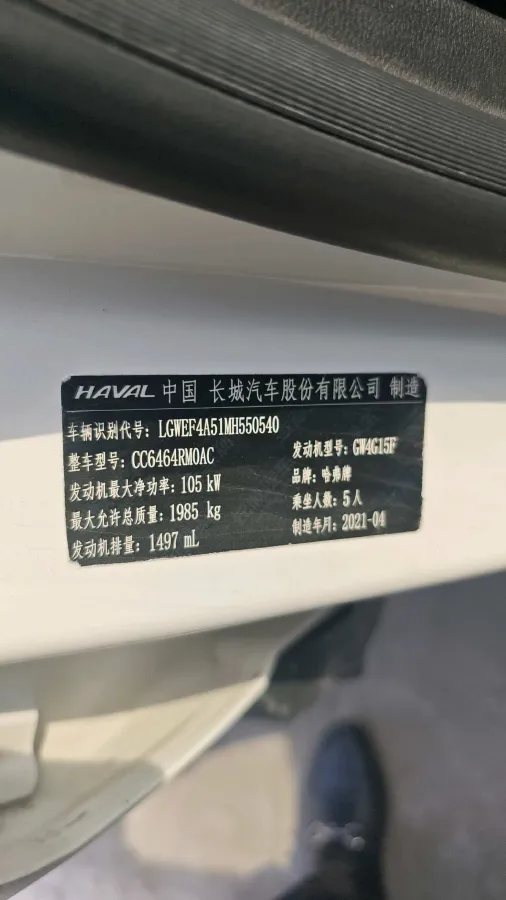 HAVAL 中国 长城汽车股份有限公司 制造
车辆识别代号: LGWEF4A51MH550540
整车型号: CC6464RM0AC 发动机型号: GW4G15F
发动机最大净功率: 105 kW 品牌: 哈弗牌
最大允许总质量: 1985 kg 乘坐人数: 5人
发动机排量: 1497 mL 制造年月: 2021-04